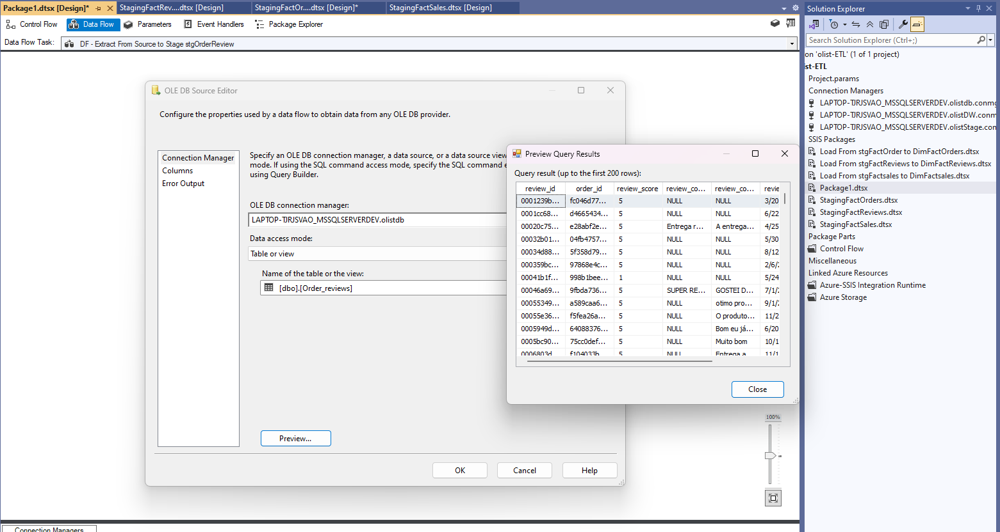 Package1.dtsx [Design]*
StagingFactRev....dtsx [Design]
StagingFactOr....dtsx [Design]*
StagingFactSales.dtsx [Design]
Control Flow
Data Flow
Parameters
Event Handlers
Package Explorer
Data Flow Task:
DF - Extract From Source to Stage stgOrderReview
OLE DB Source Editor
Configure the properties used by a data flow to obtain data from any OLE DB provider.
Connection Manager
Columns
Error Output
Specify an OLE DB connection manager, a data source, or a data source view
mode. If using the SQL command access mode, specify the SQL command e
using Query Builder.
OLE DB connection manager:
LAPTOP-TJRJSVAO_MSSQLSERVERDEV.olistdb
Data access mode:
Table or view
Name of the table or the view:
[dbo].[Order_reviews]
Preview...
OK
Cancel
Help
Preview Query Results
Query result (up to the first 200 rows):
review_id order_id review_score review_co... review_co... revie
0001239b... fc046d77... 5 NULL NULL 3/20
0001cc68... d4665434... 5 NULL NULL 6/22
00020c75... e28abf2e... 5 Entrega r... A entrega... 4/25
00032b01... 04fb4757... 5 NULL NULL 5/30
00034d88... 5f358d79... 5 NULL NULL 8/12
000359bc... 97868e4c... 5 NULL NULL 2/6/2
00041b1f... 998b1bee... 1 NULL NULL 5/24
00046a69... 9fbda736... 5 SUPER RE... GOSTEI D... 7/1/2
00055349... a589caa6... 5 NULL otimo pro... 9/1/2
00055e36... f5fea26a... 5 NULL O produto... 11/2
0005949d... 64088376... 5 NULL Bom eu já... 6/20
0005bc90... 75cc0def... 5 NULL Muito bom 10/1
0006803d f104033b 5 NULL Entrega a 11/1
Close
100%
Connection Managers
Solution Explorer
Search Solution Explorer (Ctrl+;)
on 'olist-ETL' (1 of 1 project)
ist-ETL
Project.params
Connection Managers
LAPTOP-TJRJSVAO_MSSQLSERVERDEV.olistdb.conmg
LAPTOP-TJRJSVAO_MSSQLSERVERDEV.olistDW.conm
LAPTOP-TJRJSVAO_MSSQLSERVERDEV.olistStage.con
SSIS Packages
Load From stgFactOrder to DimFactOrders.dtsx
Load From stgFactReviews to DimFactReviews.dtsx
Load From stgFactsales to DimFactsales.dtsx
Package1.dtsx
StagingFactOrders.dtsx
StagingFactReviews.dtsx
StagingFactSales.dtsx
Package Parts
Control Flow
Miscellaneous
Linked Azure Resources
Azure-SSIS Integration Runtime
Azure Storage